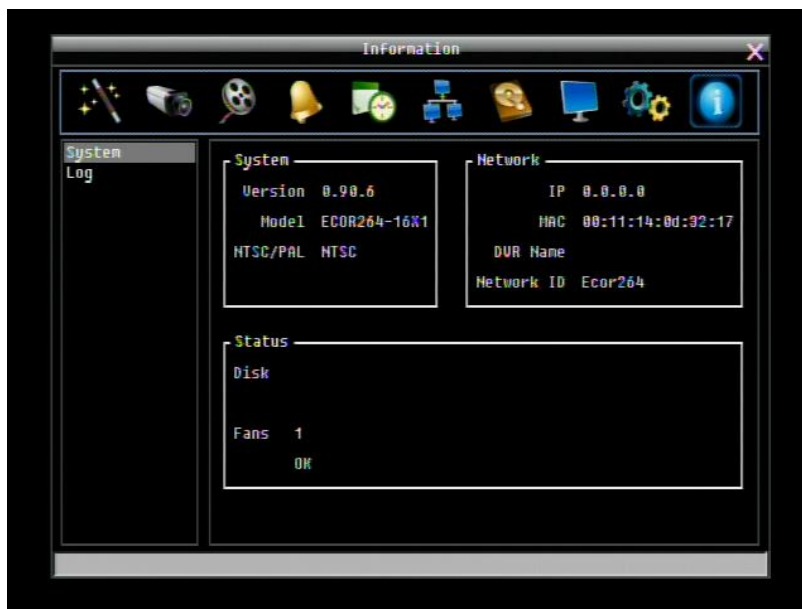 Information
X
System
Log
System
Version 0.90.6
Model ECOR264-16X1
NTSC/PAL NTSC
Network
IP 0.0.0.0
MAC 00:11:14:0d:32:17
DVR Name
Network ID Ecor264
Status
Disk
Fans 1
OK